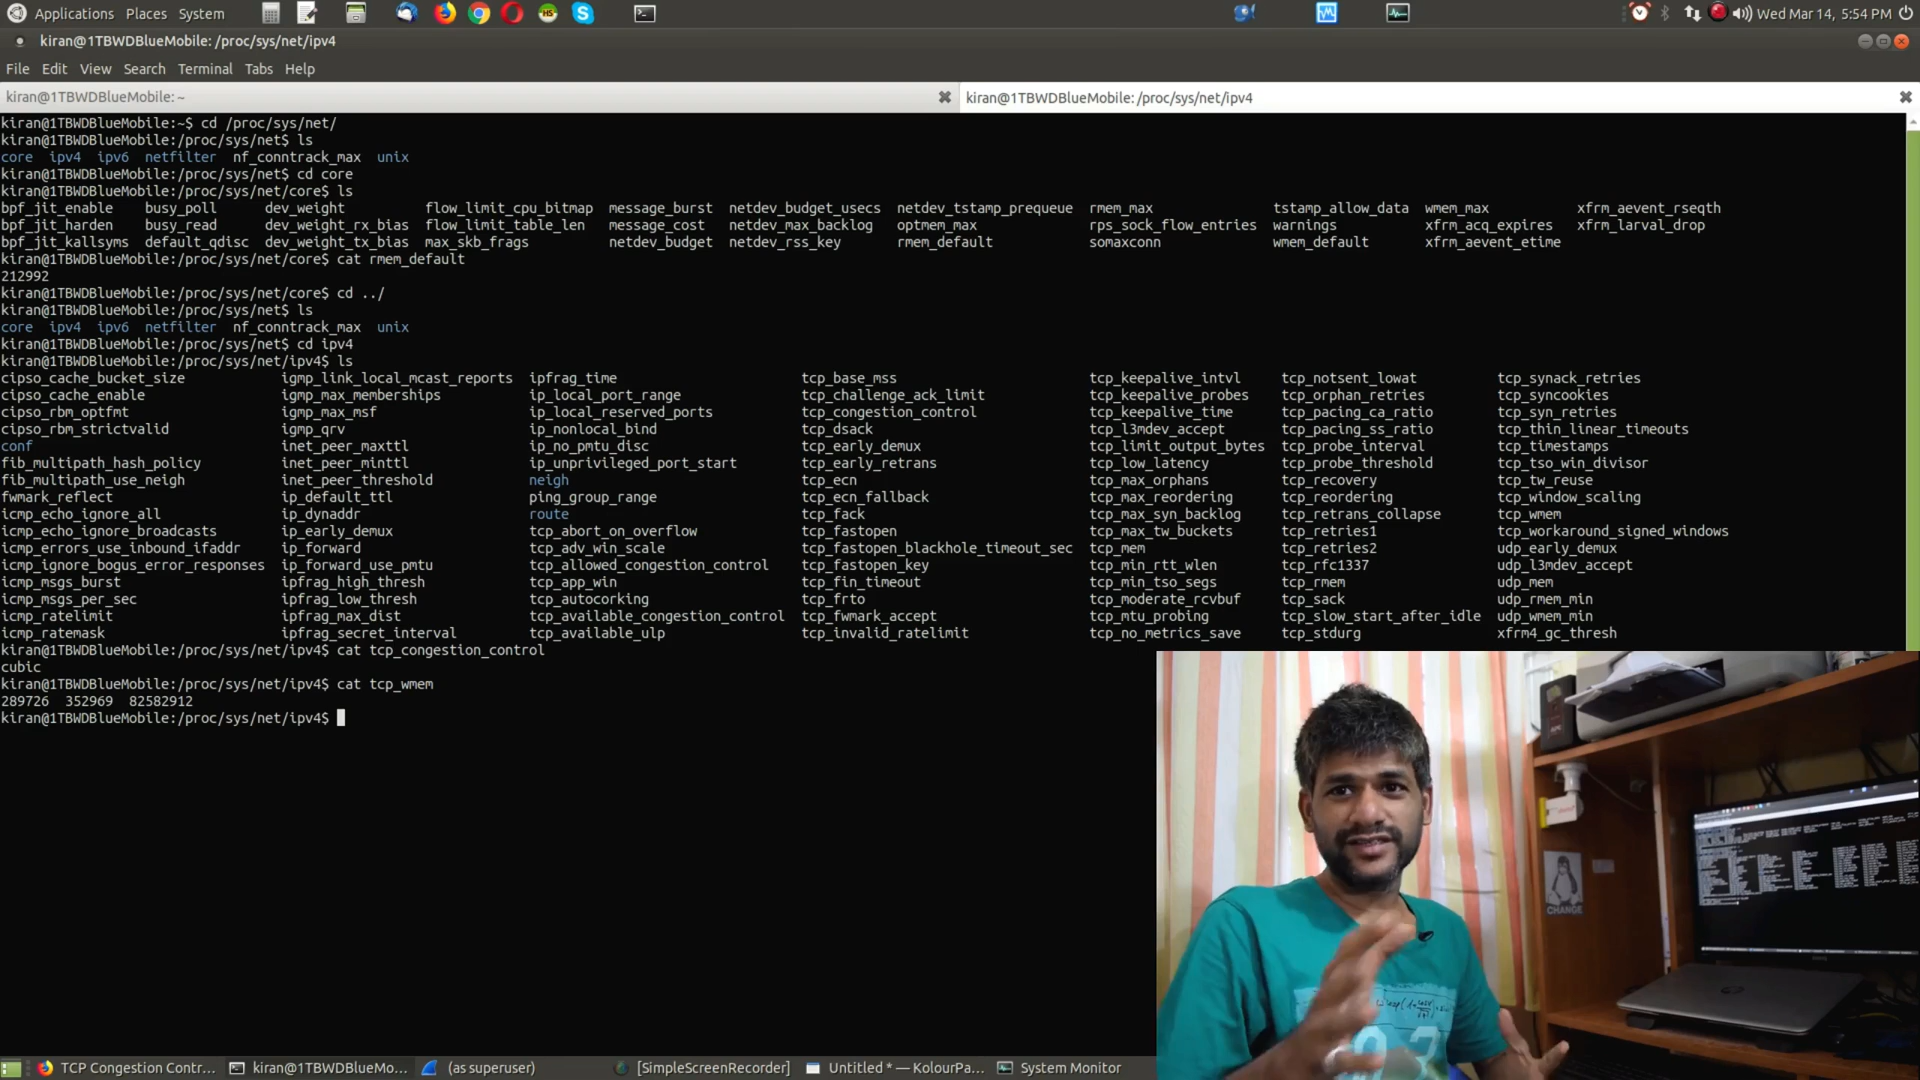 Applications Places System
Wed Mar 14, 5:54 PM
kiran@1TBWDBlueMobile: /proc/sys/net/ipv4
File Edit View Search Terminal Tabs Help
kiran@1TBWDBlueMobile: ~
kiran@1TBWDBlueMobile: /proc/sys/net/ipv4
kiran@1TBWDBlueMobile:~$ cd /proc/sys/net/
kiran@1TBWDBlueMobile:/proc/sys/net$ ls
core ipv4 ipv6 netfilter nf_conntrack_max unix
kiran@1TBWDBlueMobile:/proc/sys/net$ cd core
kiran@1TBWDBlueMobile:/proc/sys/net/core$ ls
bpf_jit_enable busy_poll dev_weight flow_limit_cpu_bitmap message_burst netdev_budget_usecs netdev_tstamp_prequeue rmem_max tstamp_allow_data wmem_max xfrm_aevent_rseqth
bpf_jit_harden busy_read dev_weight_rx_bias flow_limit_table_len message_cost netdev_max_backlog optmem_max rps_sock_flow_entries warnings xfrm_acq_expires xfrm_larval_drop
bpf_jit_kallsyms default_qdisc dev_weight_tx_bias max_skb_frags netdev_budget netdev_rss_key rmem_default somaxconn wmem_default xfrm_aevent_etime
kiran@1TBWDBlueMobile:/proc/sys/net/core$ cat rmem_default
212992
kiran@1TBWDBlueMobile:/proc/sys/net/core$ cd ../
kiran@1TBWDBlueMobile:/proc/sys/net$ ls
core ipv4 ipv6 netfilter nf_conntrack_max unix
kiran@1TBWDBlueMobile:/proc/sys/net$ cd ipv4
kiran@1TBWDBlueMobile:/proc/sys/net/ipv4$ ls
cipso_cache_bucket_size igmp_link_local_mcast_reports ipfrag_time tcp_base_mss tcp_keepalive_intvl tcp_notsent_lowat tcp_synack_retries
cipso_cache_enable igmp_max_memberships ip_local_port_range tcp_challenge_ack_limit tcp_keepalive_probes tcp_orphan_retries tcp_syncookies
cipso_rbm_optfmt igmp_max_msf ip_local_reserved_ports tcp_congestion_control tcp_keepalive_time tcp_pacing_ca_ratio tcp_syn_retries
cipso_rbm_strictvalid igmp_qrv ip_nonlocal_bind tcp_dsack tcp_l3mdev_accept tcp_pacing_ss_ratio tcp_thin_linear_timeouts
conf inet_peer_maxttl ip_no_pmtu_disc tcp_early_demux tcp_limit_output_bytes tcp_probe_interval tcp_timestamps
fib_multipath_hash_policy inet_peer_minttl ip_unprivileged_port_start tcp_early_retrans tcp_low_latency tcp_probe_threshold tcp_tso_win_divisor
fib_multipath_use_neigh inet_peer_threshold neigh tcp_ecn tcp_max_orphans tcp_recovery tcp_tw_reuse
fwmark_reflect ip_default_ttl ping_group_range tcp_ecn_fallback tcp_max_reordering tcp_reordering tcp_window_scaling
icmp_echo_ignore_all ip_dynaddr route tcp_fack tcp_max_syn_backlog tcp_retrans_collapse tcp_wmem
icmp_echo_ignore_broadcasts ip_early_demux tcp_abort_on_overflow tcp_fastopen tcp_max_tw_buckets tcp_retries1 tcp_workaround_signed_windows
icmp_errors_use_inbound_ifaddr ip_forward tcp_adv_win_scale tcp_fastopen_blackhole_timeout_sec tcp_mem tcp_retries2 udp_early_demux
icmp_ignore_bogus_error_responses ip_forward_use_pmtu tcp_allowed_congestion_control tcp_fastopen_key tcp_min_rtt_wlen tcp_rfc1337 udp_l3mdev_accept
icmp_msgs_burst ipfrag_high_thresh tcp_app_win tcp_fin_timeout tcp_min_tso_segs tcp_rmem udp_mem
icmp_msgs_per_sec ipfrag_low_thresh tcp_autocorking tcp_frto tcp_moderate_rcvbuf tcp_sack udp_rmem_min
icmp_ratelimit ipfrag_max_dist tcp_available_congestion_control tcp_fwmark_accept tcp_mtu_probing tcp_slow_start_after_idle udp_wmem_min
icmp_ratemask ipfrag_secret_interval tcp_available_ulp tcp_invalid_ratelimit tcp_no_metrics_save tcp_stdurg xfrm4_gc_thresh
kiran@1TBWDBlueMobile:/proc/sys/net/ipv4$ cat tcp_congestion_control
cubic
kiran@1TBWDBlueMobile:/proc/sys/net/ipv4$ cat tcp_wmem
289726 352969 82582912
kiran@1TBWDBlueMobile:/proc/sys/net/ipv4$
CHANGE
TCP Congestion Contr... kiran@1TBWDBlueMo... (as superuser) [SimpleScreenRecorder] Untitled * — KolourPa... System Monitor